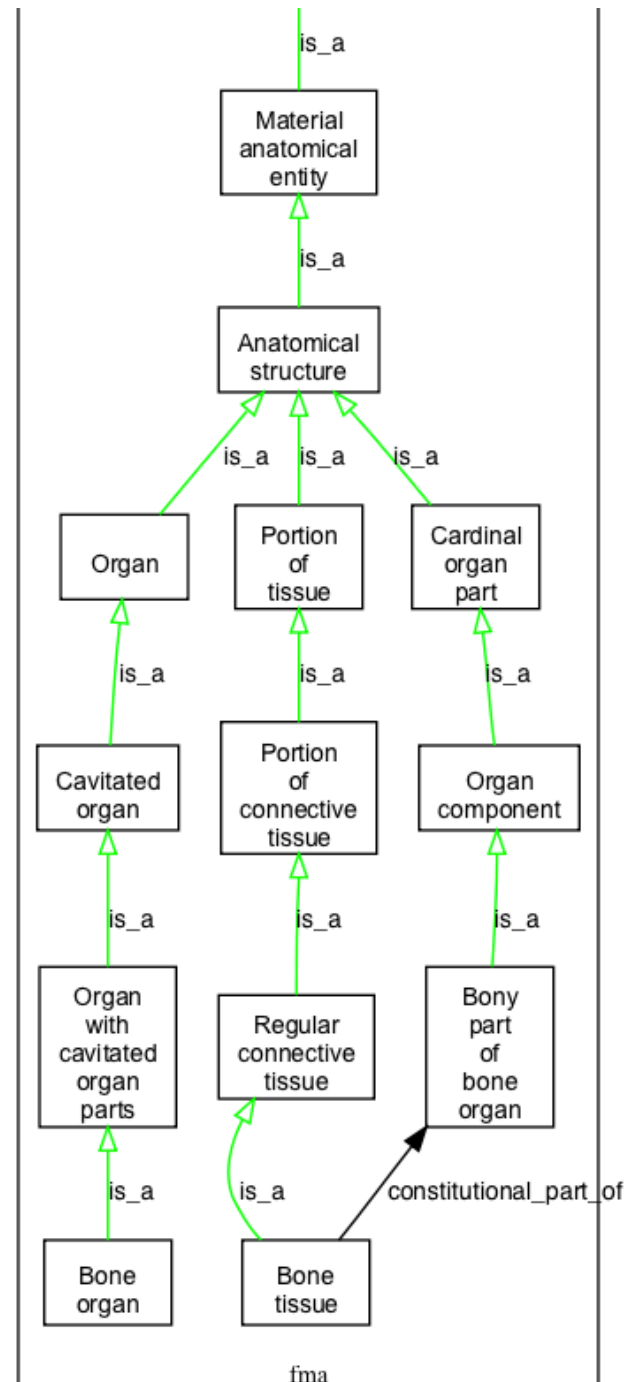 is_a
Material
anatomical
entity
is_a
Anatomical
structure
is_a
is_a
is_a
Organ
Portion
of
tissue
Cardinal
organ
part
is_a
is_a
is_a
Cavitated
organ
Portion
of
connective
tissue
Organ
component
is_a
is_a
is_a
Organ
with
cavitated
organ
parts
Regular
connective
tissue
Bony
part
of
bone
organ
is_a
is_a
constitutional_part_of
Bone
organ
Bone
tissue
fma